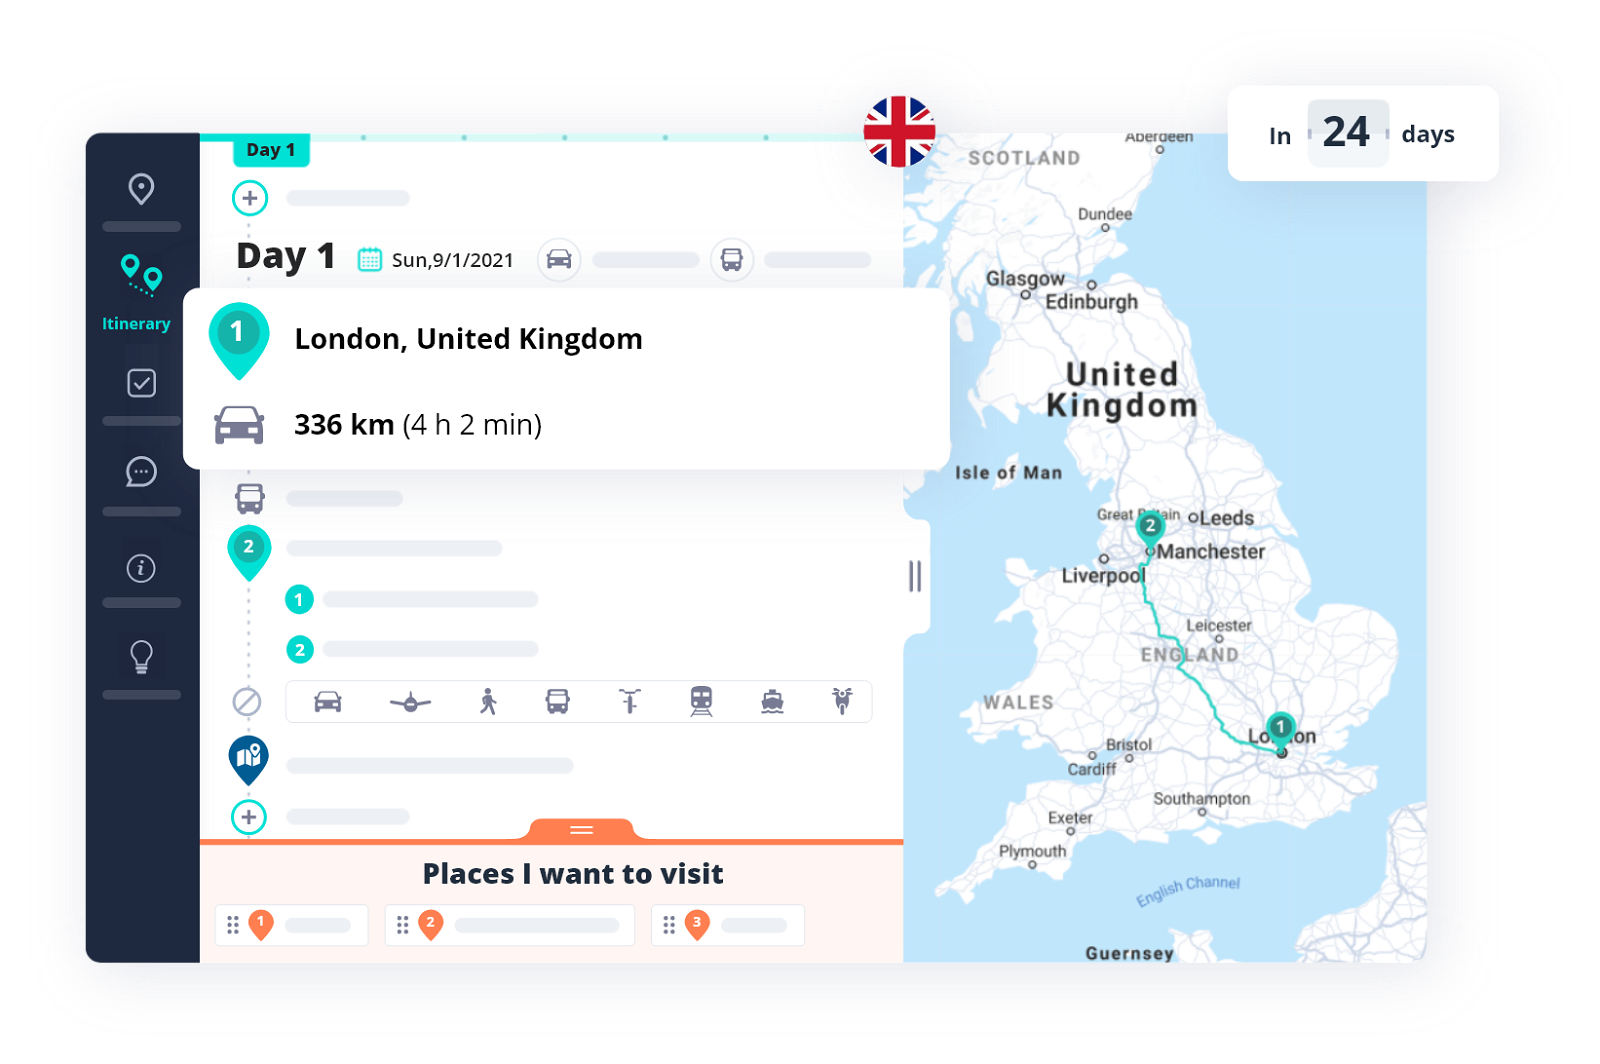 In 24 days
Day 1
Day 1
Sun,9/1/2021
Itinerary
1
London, United Kingdom
336 km (4 h 2 min)
2
1
2
Places I want to visit
1
2
3
Aberdeen
SCOTLAND
Dundee
Glasgow
Edinburgh
United
Kingdom
Isle of Man
2
Leeds
Manchester
Liverpool
Leicester
ENGLAND
WALES
1
Bristol
Cardiff
Southampton
Exeter
Plymouth
English Channel
Guernsey